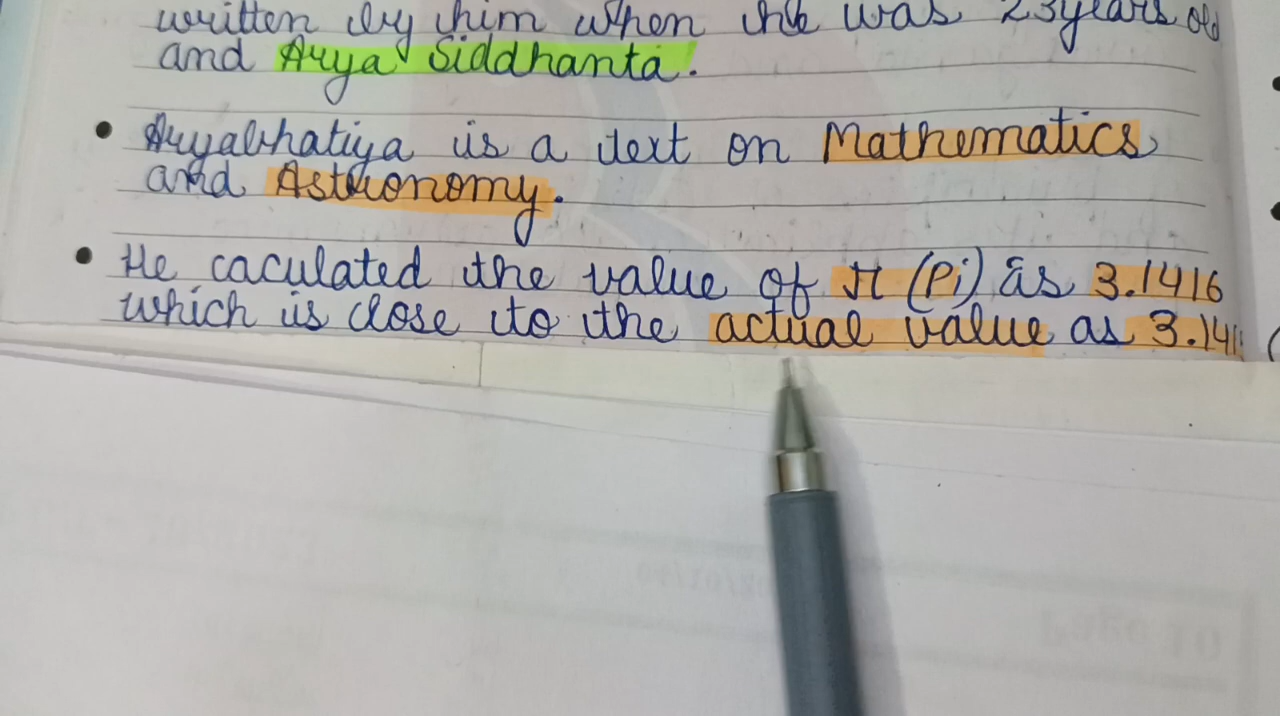 written by him when he was 23 years old
and Arya Siddhanta.
• Aryabhatiya is a text on Mathematics
and Astronomy.
• He caculated the value of π (Pi) as 3.1416
which is close to the actual value as 3.141